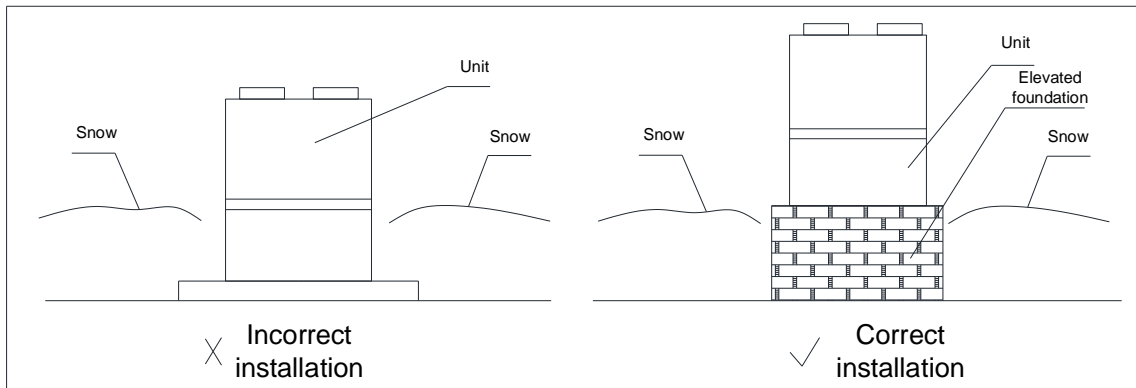 Unit
Snow
Snow
Incorrect
installation
Unit
Elevated
foundation
Snow
Snow
Correct
installation